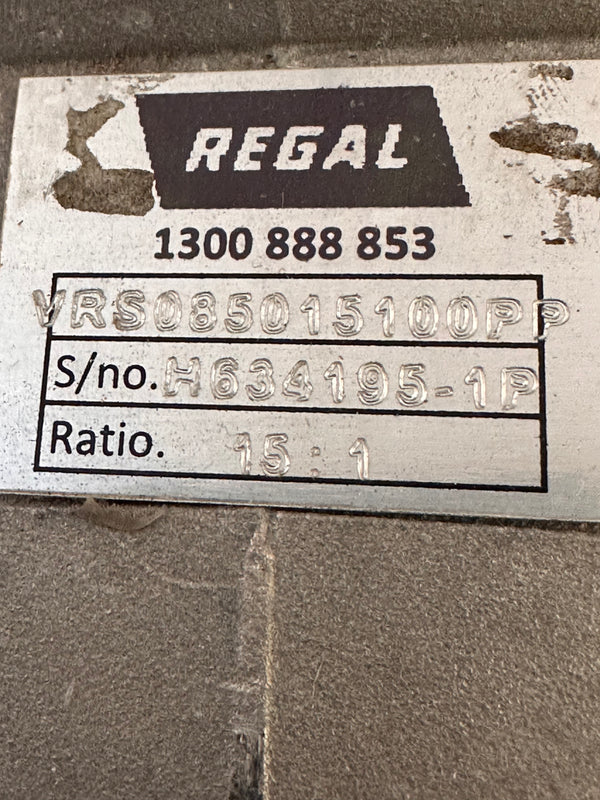 REGAL
1300 888 853
VRS085015100PP
S/no. H634195-1P
Ratio. 15:1